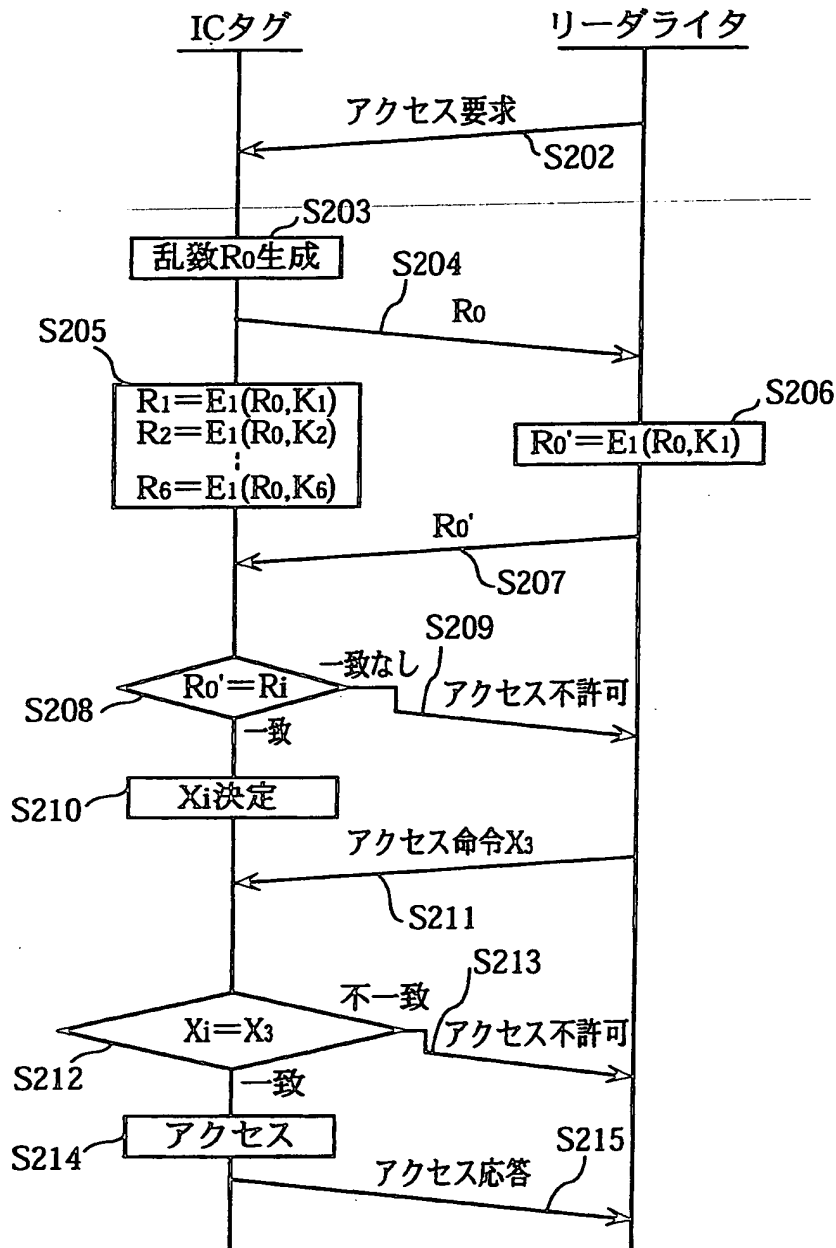 ICタグ
リーダライタ
アクセス要求
S202
S203
乱数R0生成
S204
R0
S205
R1=E1(R0,K1)
R2=E1(R0,K2)
R6=E1(R0,K6)
S206
R0'=E1(R0,K1)
R0'
S207
S209
一致なし
R0'=Ri
アクセス不許可
S208
一致
Xi決定
S210
アクセス命令X3
S211
S213
不一致
Xi=X3
アクセス不許可
S212
一致
アクセス
S214
S215
アクセス応答